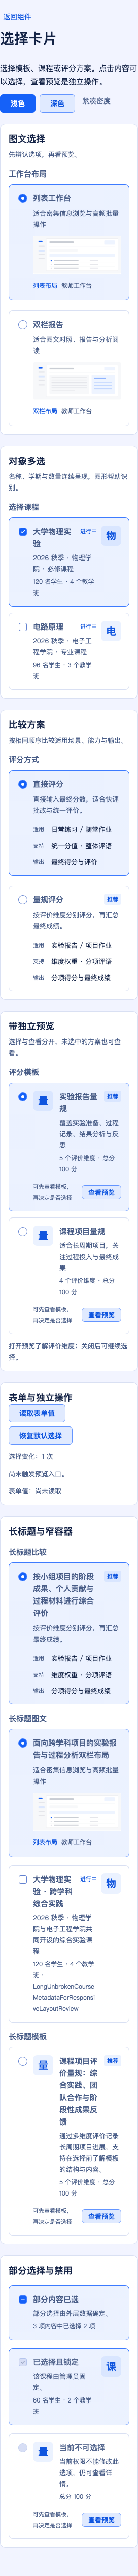 返回组件
选择卡片
选择模板、课程或评分方案。点击内容可
以选择，查看预览是独立操作。
浅色
深色
紧凑密度
图文选择
先辨认选项，再看预览。
工作台布局
列表工作台
适合密集信息浏览与高频批量
操作
列表布局 教师工作台
双栏报告
适合图文对照、报告与分析阅
读
双栏布局 教师工作台
对象多选
名称、学期与数量连续呈现，图形帮助识
别。
选择课程
大学物理实
验
进行中
物
2026 秋季 · 物理学
院 · 必修课程
120 名学生 · 4 个教学
班
电路原理
进行中
电
2026 秋季 · 电子工
程学院 · 专业课程
96 名学生 · 3 个教学
班
比较方案
按相同顺序比较适用场景、能力与输出。
评分方式
直接评分
直接输入最终分数，适合快速
批改与统一评价。
适用 日常练习 / 随堂作业
支持 统一分值 · 整体评语
输出 最终得分与评价
量规评分
推荐
按评价维度分别评分，再汇总
最终成绩。
适用 实验报告 / 项目作业
支持 维度权重 · 分项评语
输出 分项得分与最终成绩
带独立预览
选择与查看分开，未选中的方案也可查
看。
评分模板
量
实验报告量
规
推荐
覆盖实验准备、过程
记录、结果分析与反
思
5 个评价维度 · 总分
100 分
可先查看模板，
再决定是否选择
查看预览
量
课程项目量规
适合长周期项目，关
注过程投入与最终成
果
4 个评价维度 · 总分
100 分
可先查看模板，
再决定是否选择
查看预览
打开预览了解评价维度；关闭后可继续选
择。
表单与独立操作
读取表单值
恢复默认选择
选择变化：1 次
尚未触发预览入口。
表单值：尚未读取
长标题与窄容器
长标题比较
按小组项目的阶段
成果、个人贡献与
过程材料进行综合
评价
推荐
按评价维度分别评分，再汇总
最终成绩。
适用 实验报告 / 项目作业
支持 维度权重 · 分项评语
输出 分项得分与最终成绩
长标题图文
面向跨学科项目的实验报
告与过程分析双栏布局
适合密集信息浏览与高频批量
操作
列表布局 教师工作台
大学物理实
验 · 跨学科
综合实践
进行中
物
2026 秋季 · 物理学
院与电子工程学院共
同开设的综合实验课
程
120 名学生 · 4 个教学
班 ·
LongUnbrokenCourse
MetadataForResponsi
veLayoutReview
长标题模板
量
课程项目评
价量规：综
合实践、团
队合作与阶
段性成果反
馈
推荐
通过多维度评价记录
长周期项目进展，支
持在选择前了解模板
的结构与内容。
5 个评价维度 · 总分
100 分
可先查看模板，
再决定是否选择
查看预览
部分选择与禁用
部分内容已选
部分选择由外层数据确定。
3 项内容中已选择 2 项
已选择且锁定
课
该课程由管理员固
定。
60 名学生 · 2 个教学
班
量
当前不可选择
当前权限不能修改此
选项，仍可查看详
情。
总分 100 分
可先查看模板，
再决定是否选择
查看预览